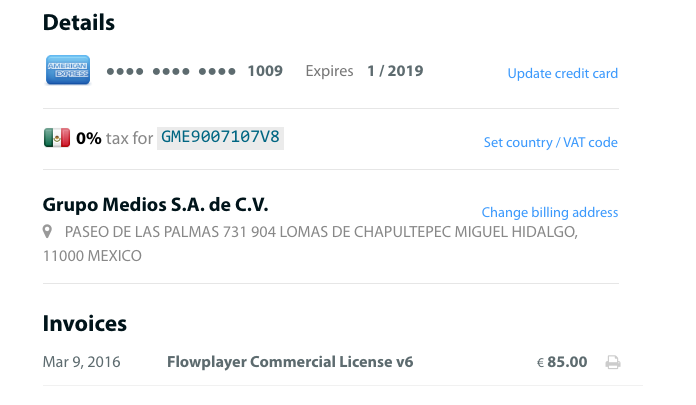 Details
AMERICAN EXPRESS •••• •••• •••• 1009 Expires 1 / 2019 Update credit card
0% tax for GME9007107V8 Set country / VAT code
Grupo Medios S.A. de C.V.
Change billing address
PASEO DE LAS PALMAS 731 904 LOMAS DE CHAPULTEPEC MIGUEL HIDALGO,
11000 MEXICO
Invoices
Mar 9, 2016 Flowplayer Commercial License v6 € 85.00